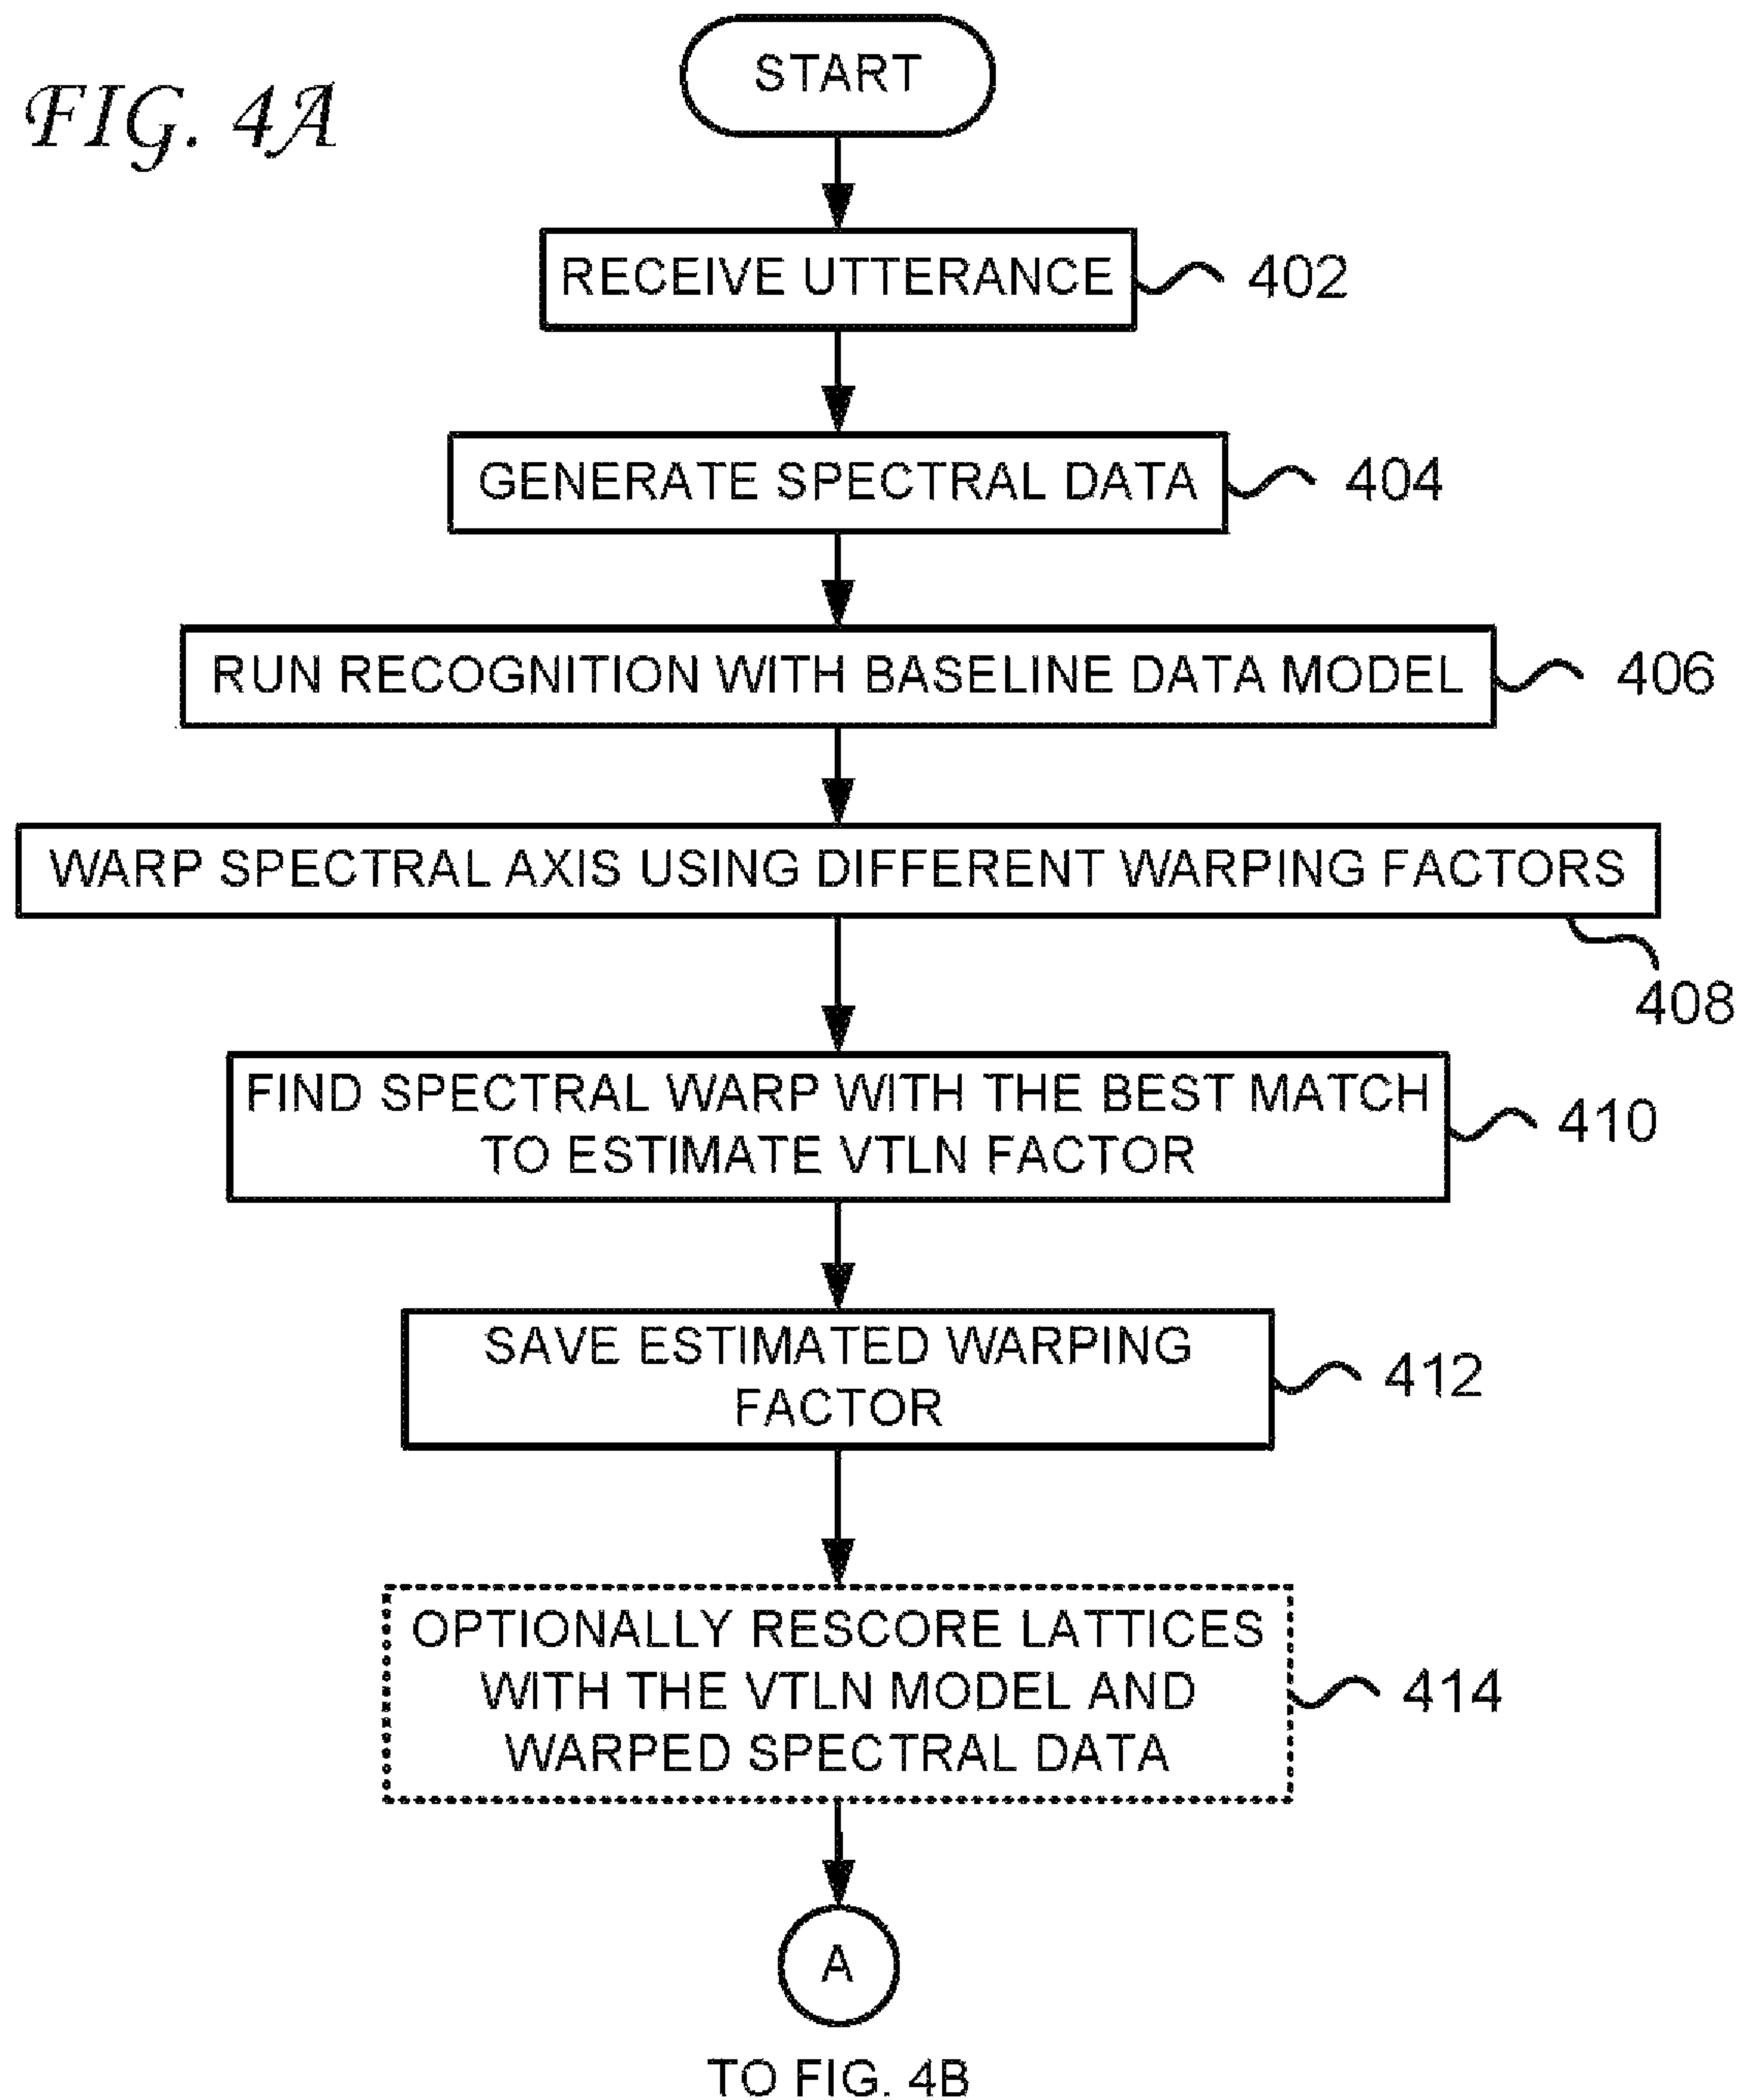 FIG. 4A
START
RECEIVE UTTERANCE
402
GENERATE SPECTRAL DATA
404
RUN RECOGNITION WITH BASELINE DATA MODEL
406
WARP SPECTRAL AXIS USING DIFFERENT WARPING FACTORS
408
FIND SPECTRAL WARP WITH THE BEST MATCH
TO ESTIMATE VTLN FACTOR
410
SAVE ESTIMATED WARPING
FACTOR
412
OPTIONALLY RESCORE LATTICES
WITH THE VTLN MODEL AND
WARPED SPECTRAL DATA
414
A
TO FIG. 4B